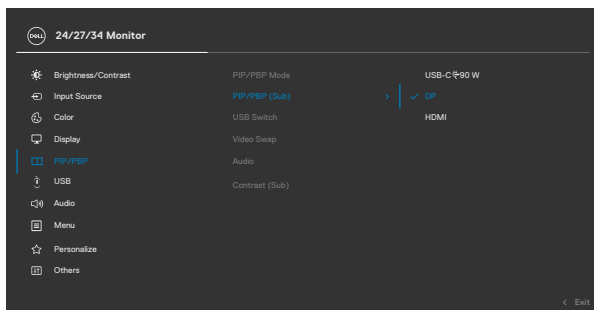 DELL 24/27/34 Monitor
Brightness/Contrast PIP/PBP Mode USB-C 90 W
Input Source PIP/PBP (Sub) DP
Color USB Switch HDMI
Display Video Swap
PIP/PBP Audio
USB Contrast (Sub)
Audio
Menu
Personalize
Others
Exit